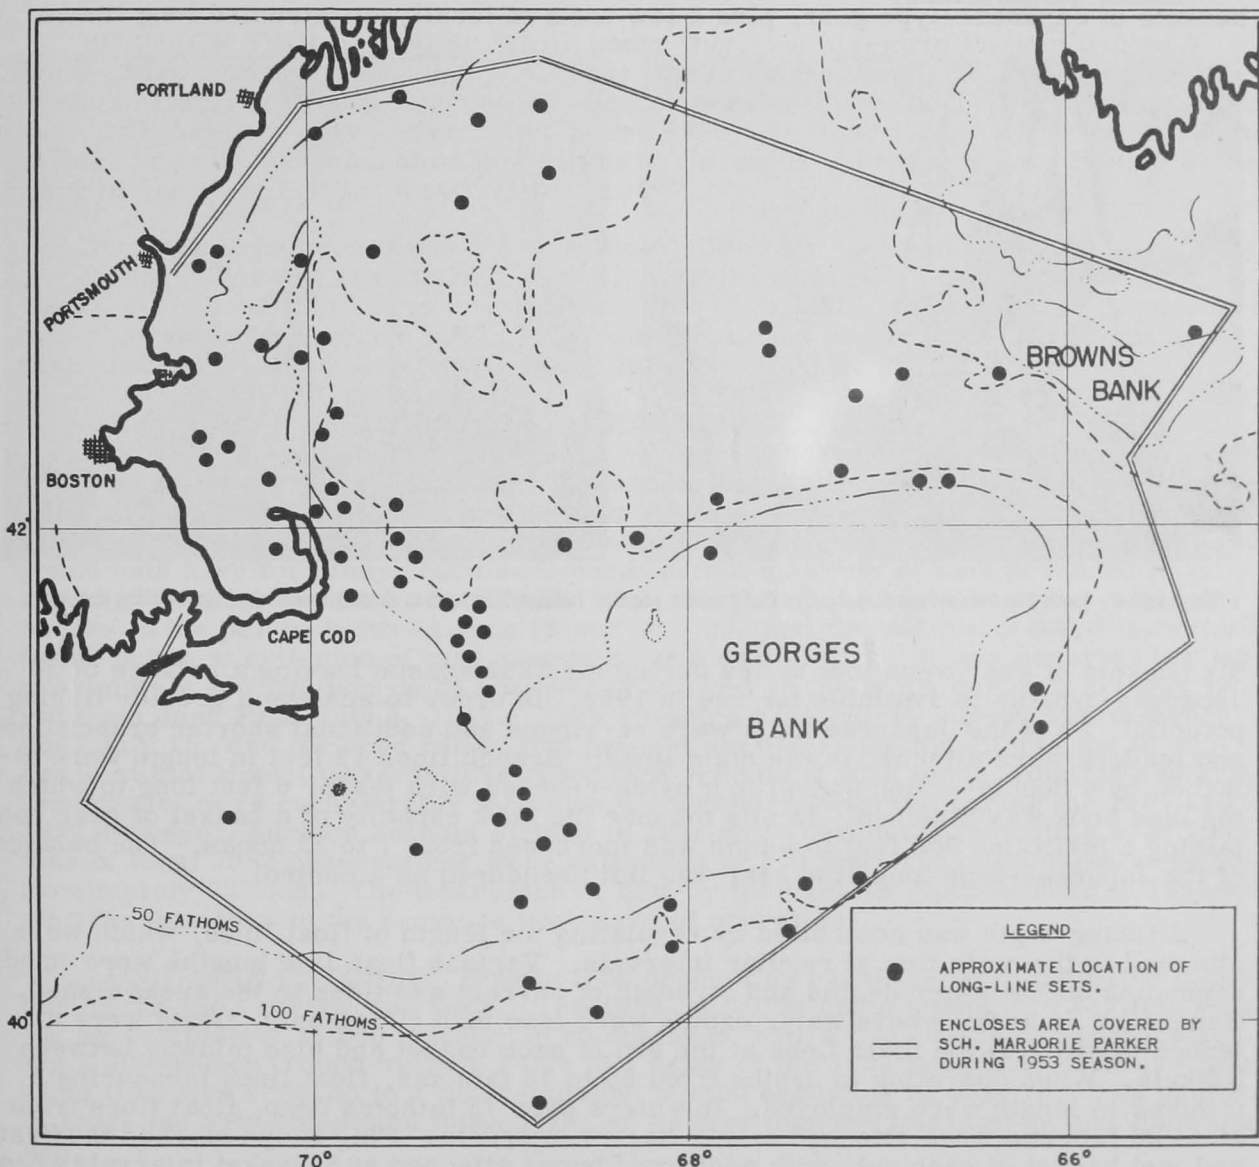 PORTLAND
PORTSMOUTH
BROWNS
BANK
BOSTON
42°
CAPE COD
GEORGES
BANK
50 FATHOMS
100 FATHOMS
40°
LEGEND
APPROXIMATE LOCATION OF
LONG-LINE SETS.
ENCLOSES AREA COVERED BY
SCH. MARJORIE PARKER
DURING 1953 SEASON.
70°
68°
66°